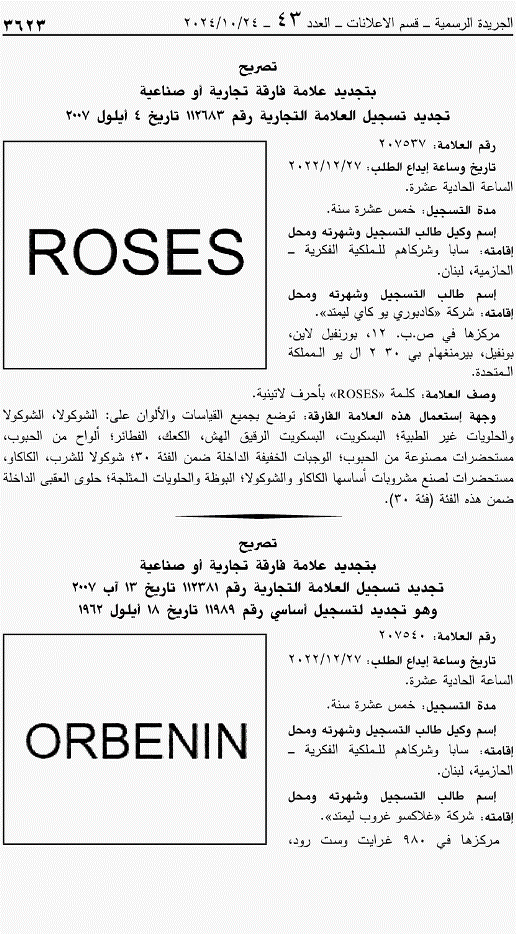 الجريدة الرسمية ـ قسم الاعلانات ـ العدد ٤٣ ـ ٢٠٢٤/١٠/٢٤
٣٦٢٣
تصريح
بتجديد علامة فارقة تجارية أو صناعية
تجديد تسجيل العلامة التجارية رقم ١١٢٦٨٣ تاريخ ٤ أيلول ٢٠٠٧
رقم العلامة: ٢٠٧٥٣٧
تاريخ وساعة إيداع الطلب: ٢٠٢٢/١٢/٢٧
الساعة الحادية عشرة.
مدة التسجيل: خمس عشرة سنة.
إسم وكيل طالب التسجيل وشهرته ومحل
إقامته: سابا وشركاهم للملكية الفكرية ـ
الحازمية، لبنان.
إسم طالب التسجيل وشهرته ومحل
إقامته: شركة «كادبوري يو كاي ليمتد».
مركزها في ص.ب. ١٢، بورنفيل لاين،
بونفيل، بيرمنغهام بي ٣٠ ٢ ال يو المملكة
المتحدة.
ROSES
وصف العلامة: كلمة «ROSES» بأحرف لاتينية.
وجهة إستعمال هذه العلامة الفارقة: توضع بجميع القياسات والألوان على: الشوكولا، الشوكولا
والحلويات غير الطبية؛ البسكويت، البسكويت الرقيق الهش، الكعك، الفطائر؛ ألواح من الحبوب،
مستحضرات مصنوعة من الحبوب؛ الوجبات الخفيفة الداخلة ضمن الفئة ٣٠؛ شوكولا للشرب، الكاكاو،
مستحضرات لصنع مشروبات أساسها الكاكاو والشوكولا؛ البوظة والحلويات المثلجة؛ حلوى العقبى الداخلة
ضمن هذه الفئة (فئة ٣٠).
تصريح
بتجديد علامة فارقة تجارية أو صناعية
تجديد تسجيل العلامة التجارية رقم ١١٢٣٨١ تاريخ ١٣ آب ٢٠٠٧
وهو تجديد لتسجيل أساسي رقم ١١٩٨٩ تاريخ ١٨ أيلول ١٩٦٢
رقم العلامة: ٢٠٧٥٤٠
تاريخ وساعة إيداع الطلب: ٢٠٢٢/١٢/٢٧
الساعة الحادية عشرة.
مدة التسجيل: خمس عشرة سنة.
إسم وكيل طالب التسجيل وشهرته ومحل
إقامته: سابا وشركاهم للملكية الفكرية ـ
الحازمية، لبنان.
إسم طالب التسجيل وشهرته ومحل
إقامته: شركة «غلاكسو غروب ليمتد».
مركزها في ٩٨٠ غرايت وست رود،
ORBENIN